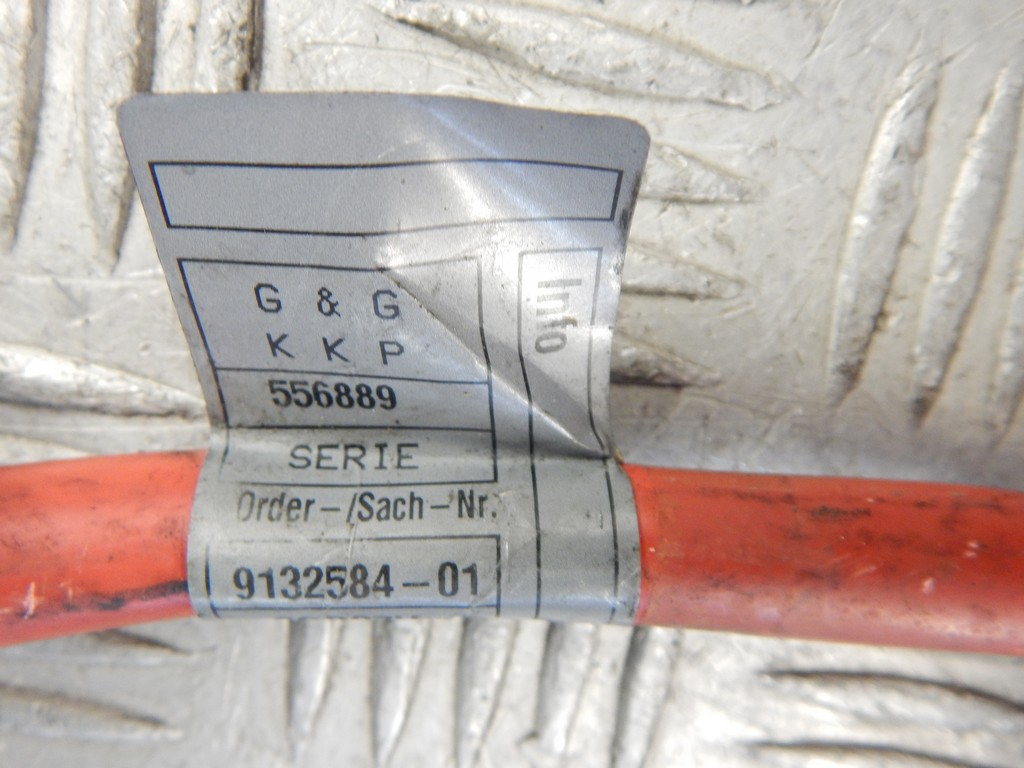 G & G
K K P
556889
SERIE
Order-/Sach-Nr.
9132584-01
Info